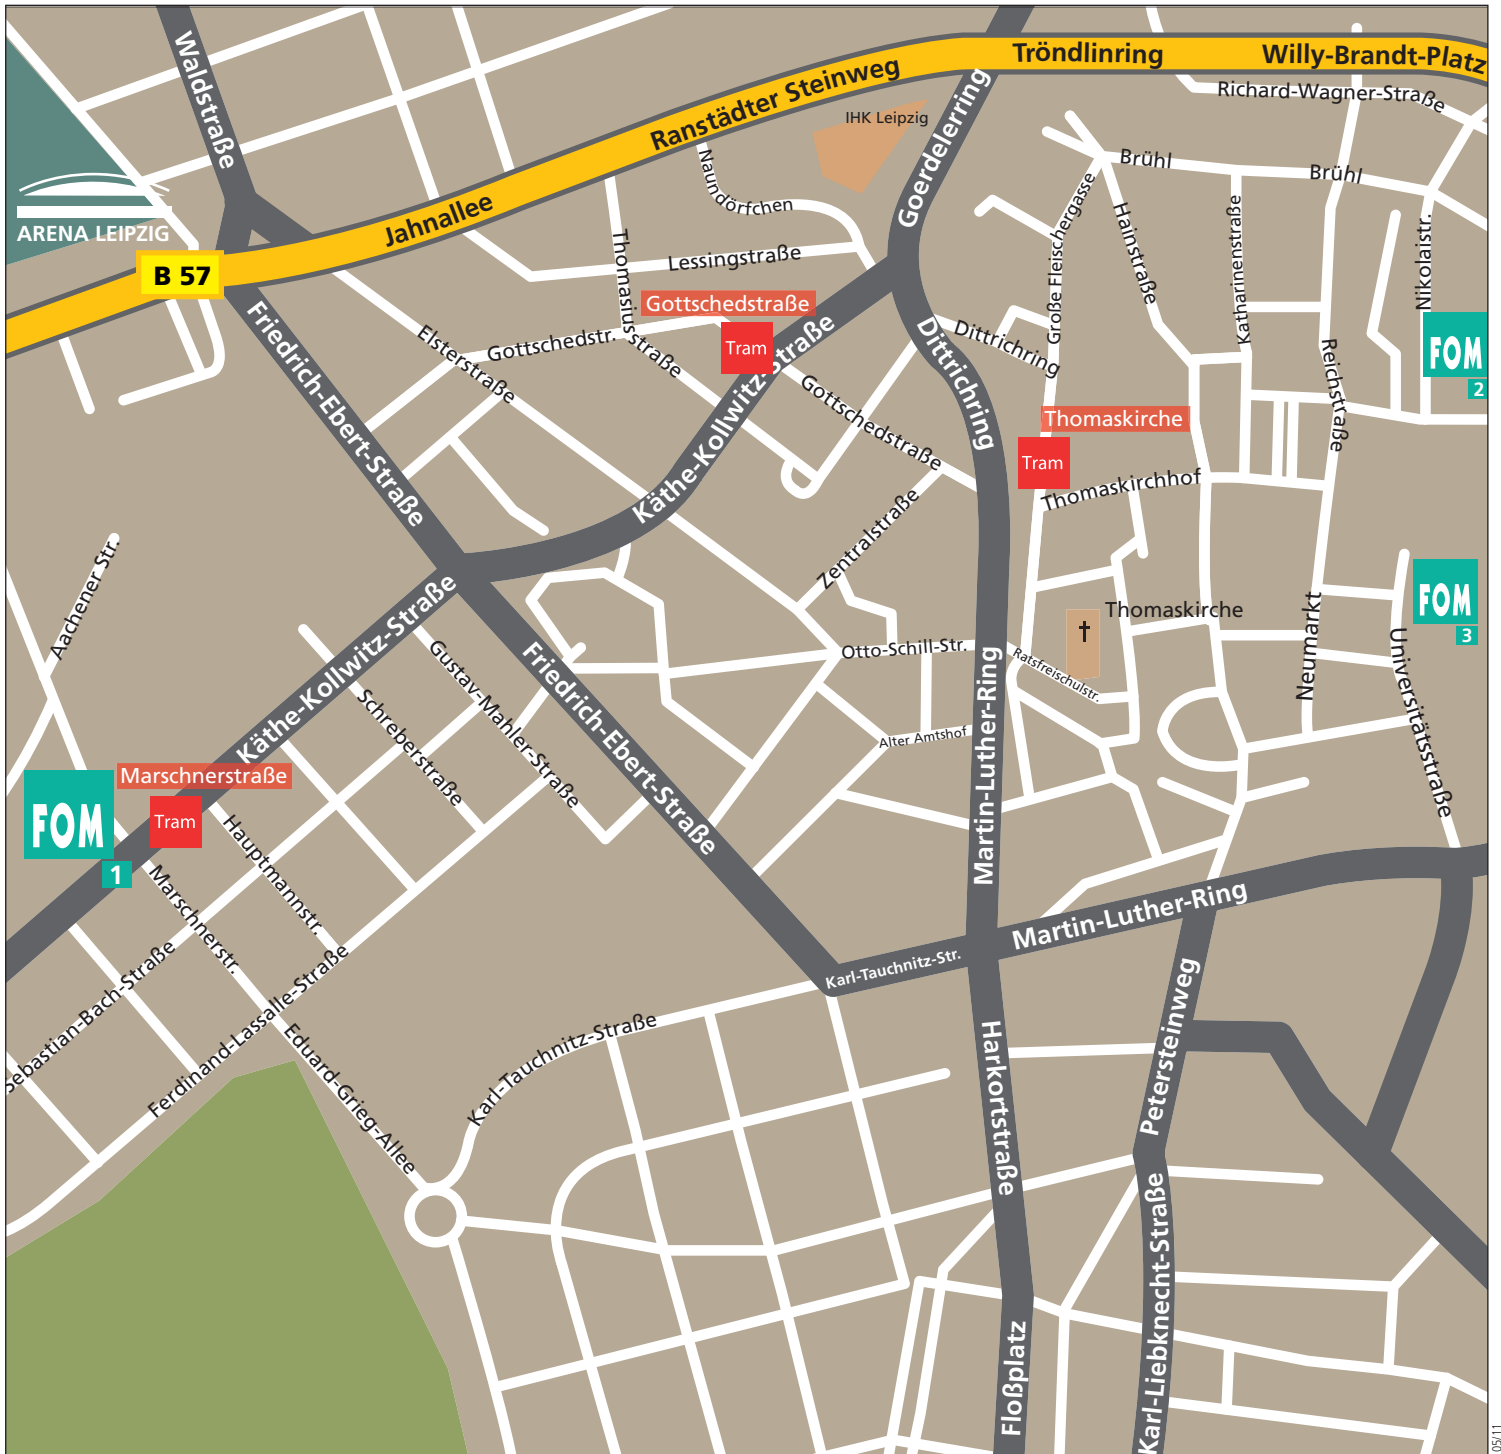 Waldstraße
Tröndlinring
Willy-Brandt-Platz
Ranstädter Steinweg
Richard-Wagner-Straße
IHK Leipzig
Goerdelerring
Brühl
Brühl
Naundörfchen
ARENA LEIPZIG
Jahnallee
Große Fleischergasse
Hainstraße
Katharinenstraße
Nikolaistr.
B 57
Lessingstraße
Thomasiusstraße
Gottschedstraße
Tram
Friedrich-Ebert-Straße
Elsterstraße
Gottschedstr.
Dittrichring
Dittrichring
Reichstraße
FOM
2
Gottschedstraße
Käthe-Kollwitz-Straße
Thomaskirche
Tram
Thomaskirchhof
Zentralstraße
Aachener Str.
FOM
3
Thomaskirche
Käthe-Kollwitz-Straße
Otto-Schill-Str.
Ratsfreischulstr.
Neumarkt
Universitätsstraße
Gustav-Mahler-Straße
Friedrich-Ebert-Straße
Schreberstraße
Alter Amtshof
Martin-Luther-Ring
Marschnerstraße
Tram
FOM
1
Hauptmannstr.
Marschnerstr.
Martin-Luther-Ring
Karl-Tauchnitz-Str.
Sebastian-Bach-Straße
Ferdinand-Lassalle-Straße
Eduard-Grieg-Allee
Karl-Tauchnitz-Straße
Harkortstraße
Petersteinweg
Karl-Liebknecht-Straße
Floßplatz
05/11